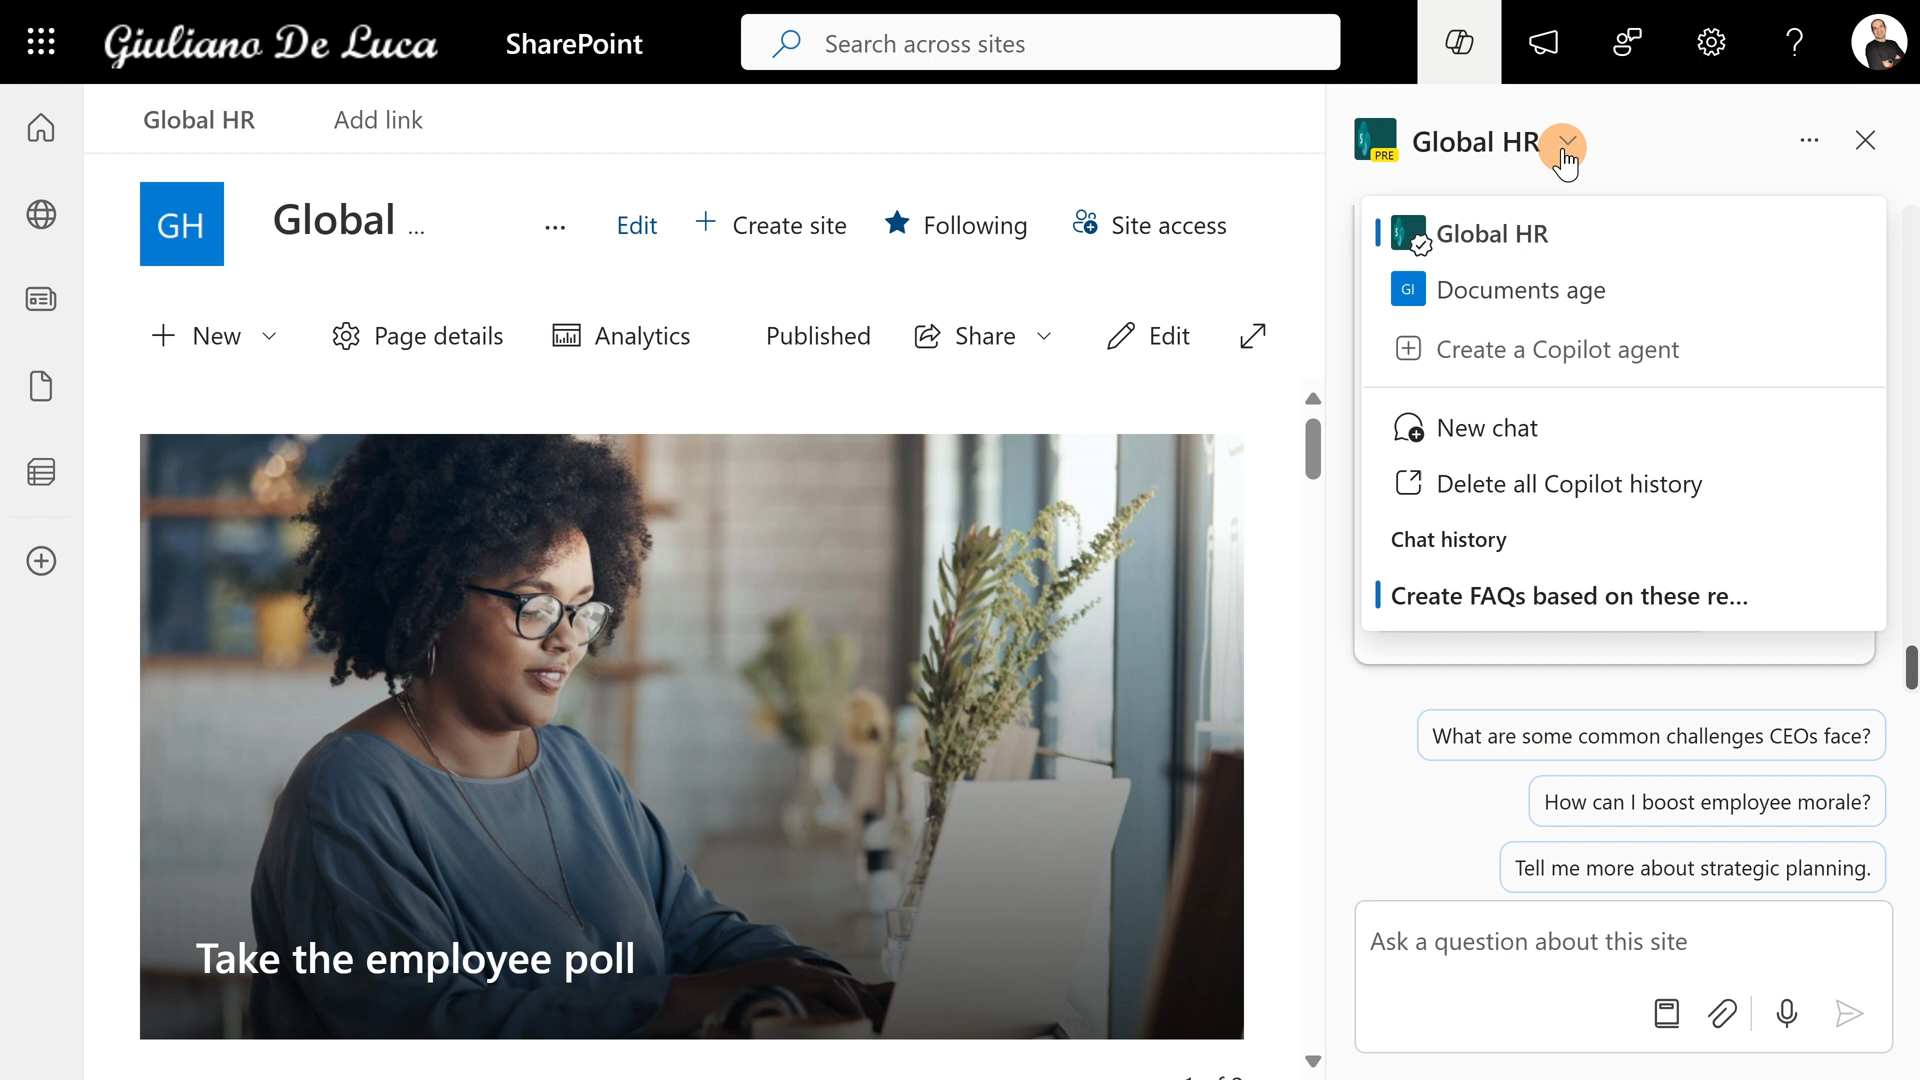 Giuliano De Luca
SharePoint
Search across sites
Global HR
Add link
GH
Global ...
Edit
Create site
Following
Site access
New
Page details
Analytics
Published
Share
Edit
Take the employee poll
PRE
Global HR
Global HR
GI
Documents age
Create a Copilot agent
New chat
Delete all Copilot history
Chat history
Create FAQs based on these re...
What are some common challenges CEOs face?
How can I boost employee morale?
Tell me more about strategic planning.
Ask a question about this site